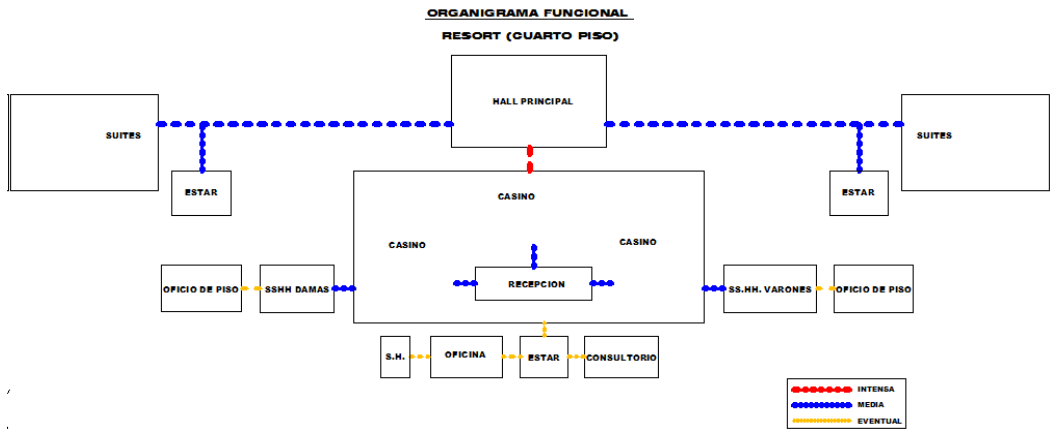 ORGANIGRAMA FUNCIONAL
RESORT (CUARTO PISO)
HALL PRINCIPAL
SUITES
SUITES
ESTAR
ESTAR
CASINO
CASINO
CASINO
RECEPCION
OFICIO DE PISO
SSHH DAMAS
SS.HH. VARONES
OFICIO DE PISO
S.H.
OFICINA
ESTAR
CONSULTORIO
INTENSA
MEDIA
EVENTUAL